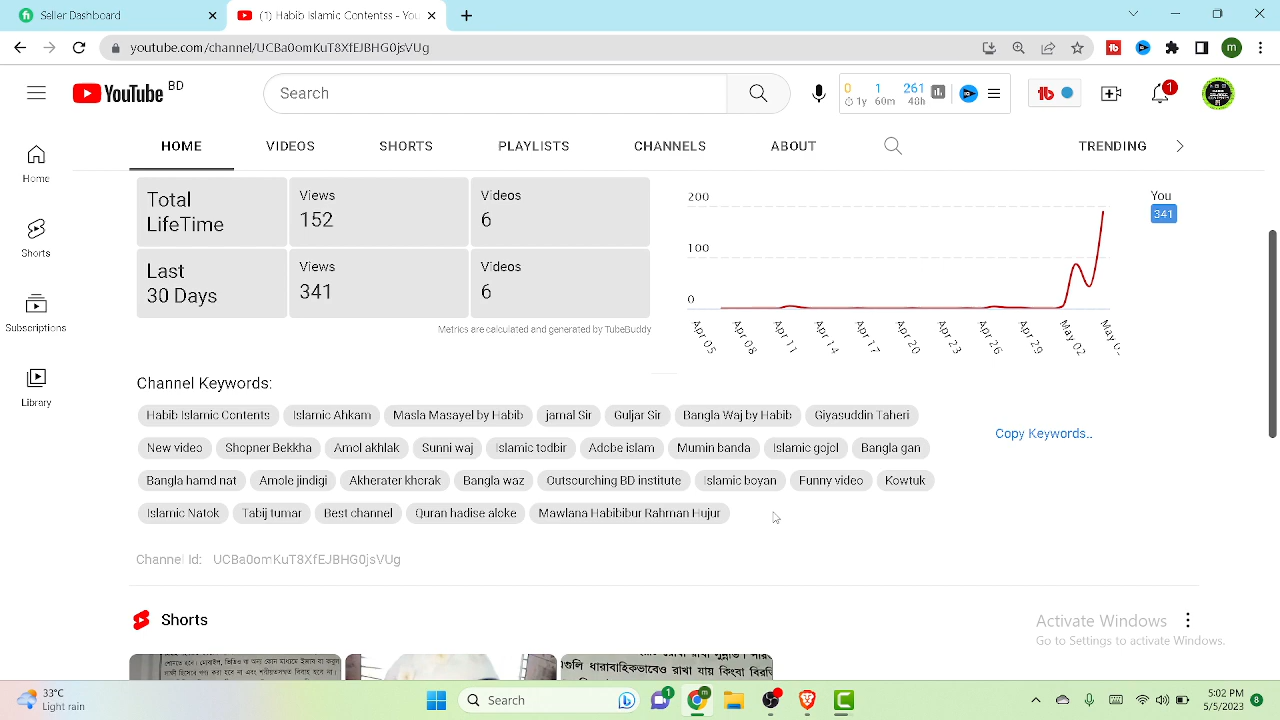 Seller Dashboard
(1) Habib Islamic Contents - You
youtube.com/channel/UCBa0omKuT8XfEJBHG0jsVUg
YouTube BD
Search
0 1 261
1y 60m 48h
1
HOME VIDEOS SHORTS PLAYLISTS CHANNELS ABOUT TRENDING
Home
Shorts
Subscriptions
Library
Total LifeTime
Views
152
Videos
6
Last 30 Days
Views
341
Videos
6
Metrics are calculated and generated by TubeBuddy
200
100
0
Apr 05 Apr 08 Apr 11 Apr 14 Apr 17 Apr 20 Apr 23 Apr 26 Apr 29 May 02
You
341
Channel Keywords:
Habib Islamic Contents Islamic Ahkam Masla Masayel by Habib jamal Sir Guljar Sir Bangla Waj by Habib Giyasuddin Taheri
New video Shopner Bekkha Amol akhlak Sunni waj Islamic todbir Adobe islam Mumin banda Islamic gojol Bangla gan
Bangla hamd nat Amole jindigi Akherater khorak Bangla waz Outsourching BD institute Islamic boyan Funny video Kowtuk
Islamic Natok Tabij tumar Best channel Quran hadise aloke Mawlana Habibibur Rahman Hujur
Copy Keywords..
Channel Id: UCBa0omKuT8XfEJBHG0jsVUg
Shorts
Activate Windows
Go to Settings to activate Windows.
33°C
Light rain
Search
5:02 PM
5/5/2023
8